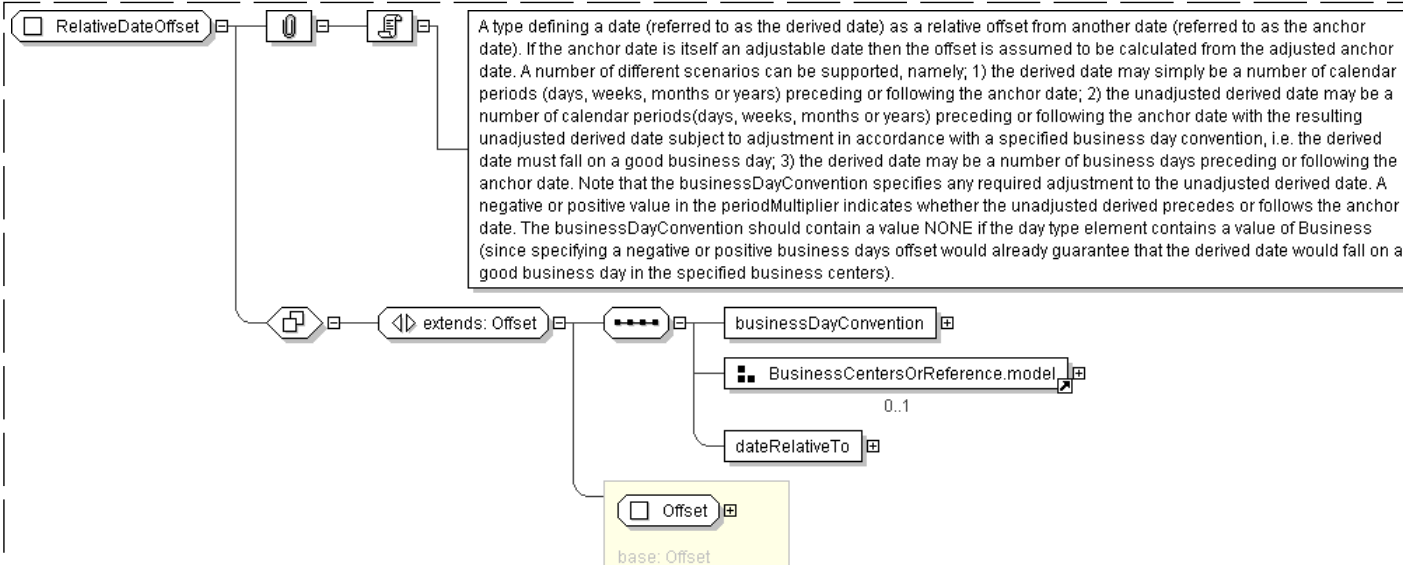 RelativeDateOffset
A type defining a date (referred to as the derived date) as a relative offset from another date (referred to as the anchor
date). If the anchor date is itself an adjustable date then the offset is assumed to be calculated from the adjusted anchor
date. A number of different scenarios can be supported, namely; 1) the derived date may simply be a number of calendar
periods (days, weeks, months or years) preceding or following the anchor date; 2) the unadjusted derived date may be a
number of calendar periods(days, weeks, months or years) preceding or following the anchor date with the resulting
unadjusted derived date subject to adjustment in accordance with a specified business day convention, i.e. the derived
date must fall on a good business day; 3) the derived date may be a number of business days preceding or following the
anchor date. Note that the businessDayConvention specifies any required adjustment to the unadjusted derived date. A
negative or positive value in the periodMultiplier indicates whether the unadjusted derived precedes or follows the anchor
date. The businessDayConvention should contain a value NONE if the day type element contains a value of Business
(since specifying a negative or positive business days offset would already guarantee that the derived date would fall on a
good business day in the specified business centers).
extends: Offset
businessDayConvention
BusinessCentersOrReference.model
0..1
dateRelativeTo
Offset
base: Offset